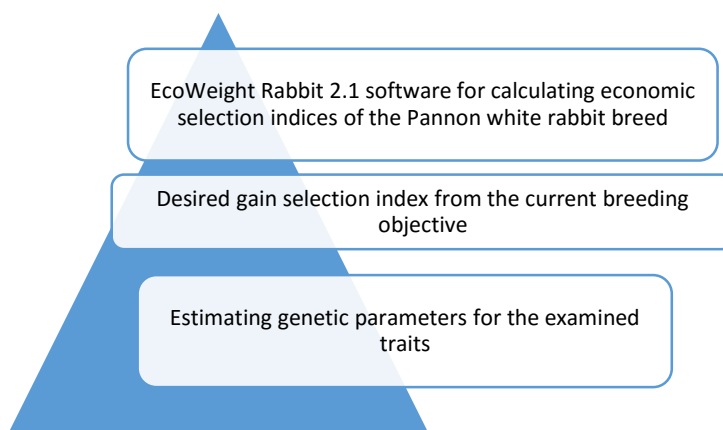 EcoWeight Rabbit 2.1 software for calculating economic
selection indices of the Pannon white rabbit breed
Desired gain selection index from the current breeding
objective
Estimating genetic parameters for the examined
traits